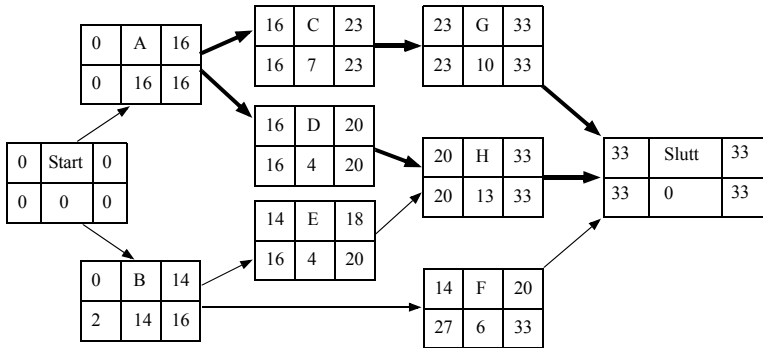 0 A 16
0 16 16
16 C 23
16 7 23
23 G 33
23 10 33
16 D 20
16 4 20
0 Start 0
0 0 0
20 H 33
20 13 33
33 Slutt 33
33 0 33
14 E 18
16 4 20
0 B 14
2 14 16
14 F 20
27 6 33